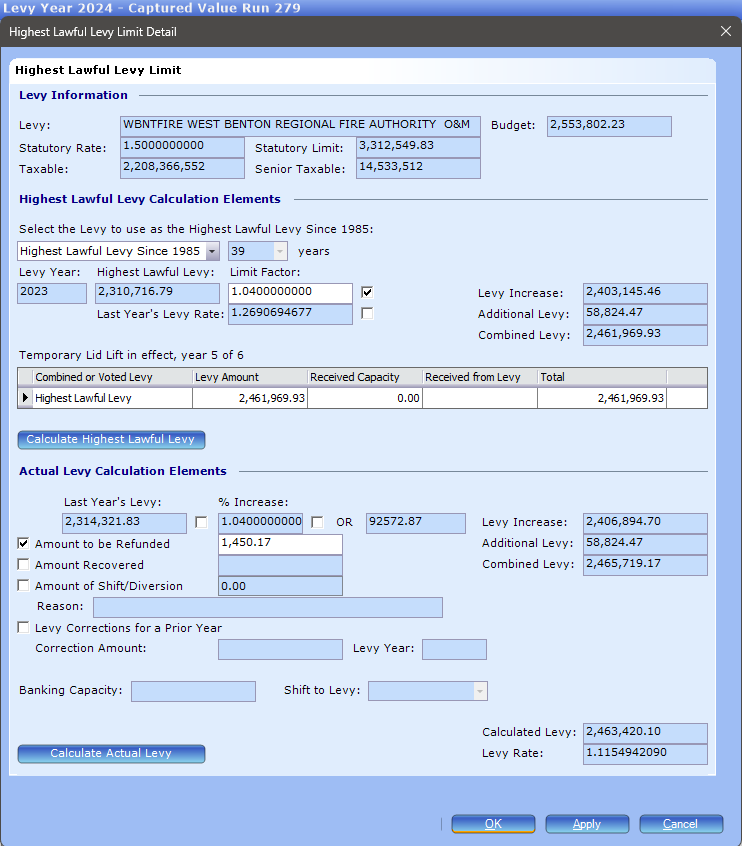 Levy Year 2024 - Captured Value Run 279
Highest Lawful Levy Limit Detail
Highest Lawful Levy Limit
Levy Information
Levy: WBNTFIRE WEST BENTON REGIONAL FIRE AUTHORITY O&M Budget: 2,553,802.23
Statutory Rate: 1.5000000000 Statutory Limit: 3,312,549.83
Taxable: 2,208,366,552 Senior Taxable: 14,533,512
Highest Lawful Levy Calculation Elements
Select the Levy to use as the Highest Lawful Levy Since 1985:
Highest Lawful Levy Since 1985 39 years
Levy Year: Highest Lawful Levy: Limit Factor:
2023 2,310,716.79 1.0400000000 Levy Increase: 2,403,145.46
Last Year's Levy Rate: 1.2690694677 Additional Levy: 58,824.47
Combined Levy: 2,461,969.93
Temporary Lid Lift in effect, year 5 of 6
Combined or Voted Levy Levy Amount Received Capacity Received from Levy Total
Highest Lawful Levy 2,461,969.93 0.00 2,461,969.93
Calculate Highest Lawful Levy
Actual Levy Calculation Elements
Last Year's Levy: % Increase:
2,314,321.83 1.0400000000 OR 92572.87 Levy Increase: 2,406,894.70
Amount to be Refunded 1,450.17 Additional Levy: 58,824.47
Amount Recovered Combined Levy: 2,465,719.17
Amount of Shift/Diversion 0.00
Reason:
Levy Corrections for a Prior Year
Correction Amount: Levy Year:
Banking Capacity: Shift to Levy:
Calculated Levy: 2,463,420.10
Calculate Actual Levy Levy Rate: 1.1154942090
OK Apply Cancel